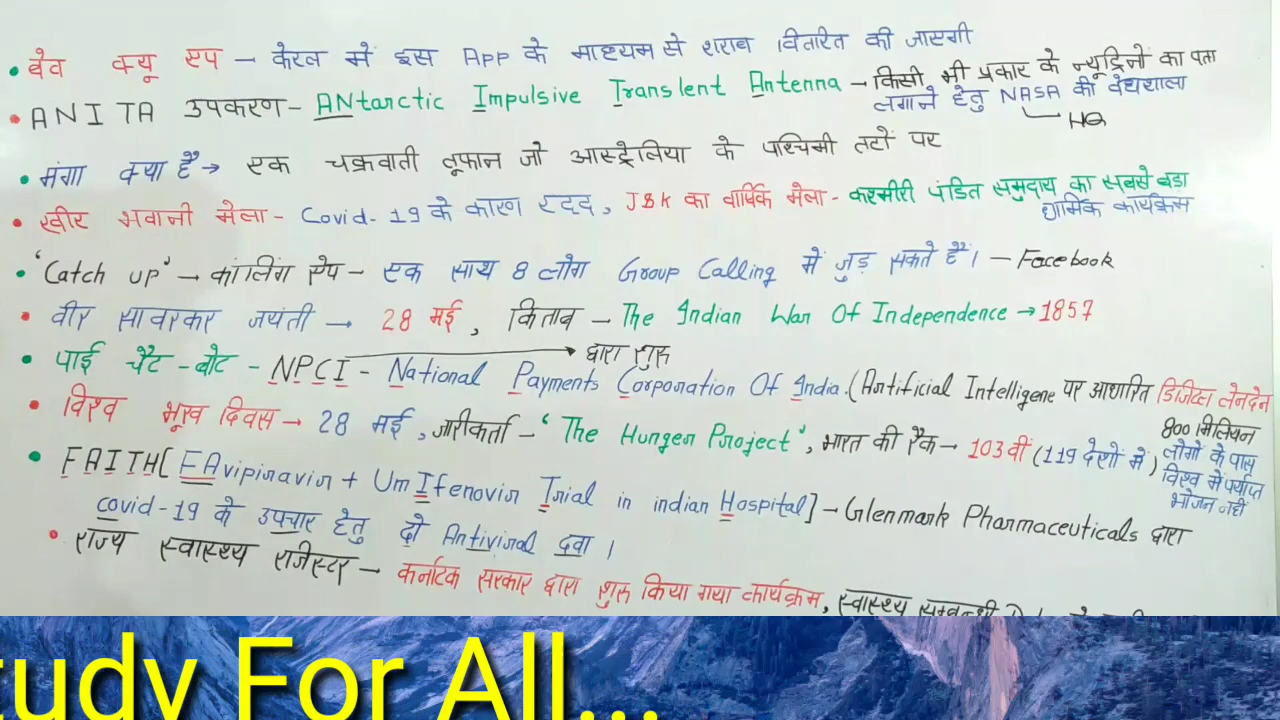 बेव क्यू एप → केरल में इस App के माध्यम से शराब वितरित की जाएगी
ANITA उपकरण - ANtarctic Impulsive Translent Antenna → किसी भी प्रकार के न्यूट्रिनों का पता
लगाने हेतु NASA की वेधशाला
HQ
मंगा क्या है → एक चक्रवाती तूफान जो आस्ट्रेलिया के पश्चिमी तटों पर
खीर भवानी मेला - Covid-19 के कारण रद्द, J&K का वार्षिक मेला - कश्मीरी पंडित समुदाय का सबसे बडा
धार्मिक कार्यक्रम
'Catch up' → कॉलिंग ऐप - एक साथ 8 लोग Group Calling में जुड़ सकते हैं। - Facebook
वीर सावरकर जयंती → 28 मई, किताब - The Indian War Of Independence → 1857
पाई चैट-बोट - NPCI - National Payments Corporation Of India. (Artificial Intelligene पर आधारित डिजिटल लेनदेन
द्वारा शुरु
विश्व भूख दिवस → 28 मई, जारीकर्ता - 'The Hunger Project', भारत की रैंक - 103वीं (119 देशों में)
800 मिलियन
लोगों के पास
विश्व में पर्याप्त
भोजन नहीं
FAITH [FAvipiravir + UmIfenovir Trial in indian Hospital] - Glenmark Pharmaceuticals द्वारा
covid-19 के उपचार हेतु दो Antiviral दवा।
राज्य स्वास्थ्य रजिस्टर → कर्नाटक सरकार द्वारा शुरु किया गया कार्यक्रम, स्वास्थ्य सम्बन्धी
tudy For All...